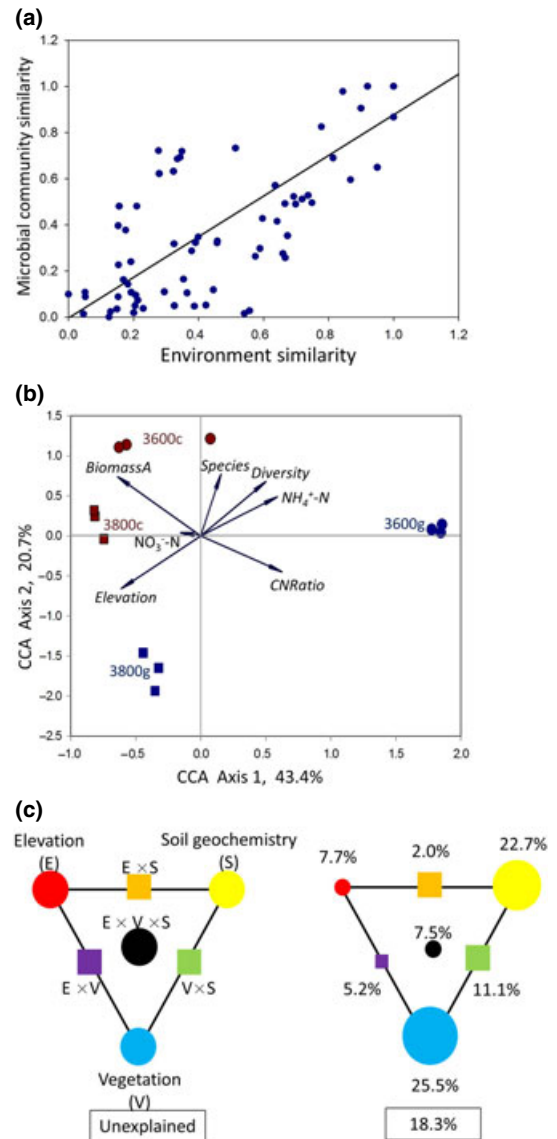 (a)
Microbial community similarity
1.2
1.0
0.8
0.6
0.4
0.2
0.0
0.0 0.2 0.4 0.6 0.8 1.0 1.2
Environment similarity
(b)
CCA Axis 2, 20.7%
1.5
1.0
0.5
0.0
−0.5
−1.0
−1.5
−2.0
−2.5
3600c
BiomassA
Species
Diversity
NH₄⁺-N
3800c
3600g
NO₃⁻-N
CNRatio
Elevation
3800g
−1.0 −0.5 0.0 0.5 1.0 1.5 2.0
CCA Axis 1, 43.4%
(c)
Elevation
(E)
E × S
Soil geochemistry
(S)
E × V × S
E × V
V × S
Vegetation
(V)
Unexplained
7.7%
2.0%
22.7%
7.5%
5.2%
11.1%
25.5%
18.3%